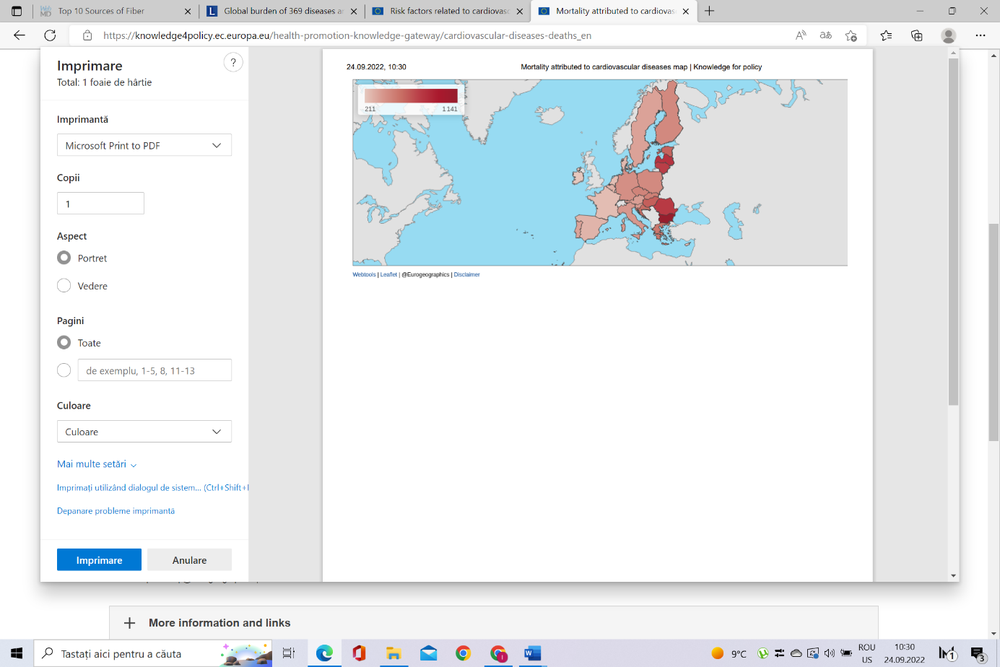 Top 10 Sources of Fiber
Global burden of 369 diseases a
Risk factors related to cardiovasc
Mortality attributed to cardiovas
https://knowledge4policy.ec.europa.eu/health-promotion-knowledge-gateway/cardiovascular-diseases-deaths_en
Imprimare
?
Total: 1 foaie de hârtie
Imprimantă
Microsoft Print to PDF
Copii
1
Aspect
Portret
Vedere
Pagini
Toate
de exemplu, 1-5, 8, 11-13
Culoare
Culoare
Mai multe setări
Imprimați utilizând dialogul de sistem... (Ctrl+Shift+
Depanare probleme imprimantă
Imprimare
Anulare
24.09.2022, 10:30
Mortality attributed to cardiovascular diseases map | Knowledge for policy
211
1 141
Webtools | Leaflet | @Eurogeographics | Disclaimer
+ More information and links
Tastați aici pentru a căuta
9°C
ROU
US
10:30
24.09.2022
1
3